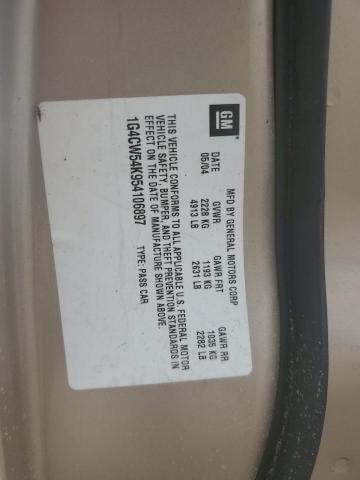 GM
MFD BY GENERAL MOTORS CORP
DATE GVWR GAWR FRT GAWR RR
05/04 2228 KG 1193 KG 1035 KG
4913 LB 2631 LB 2282 LB
THIS VEHICLE CONFORMS TO ALL APPLICABLE U.S. FEDERAL MOTOR
VEHICLE SAFETY, BUMPER, AND THEFT PREVENTION STANDARDS IN
EFFECT ON THE DATE OF MANUFACTURE SHOWN ABOVE.
1G4CW54K954106897 TYPE: PASS CAR